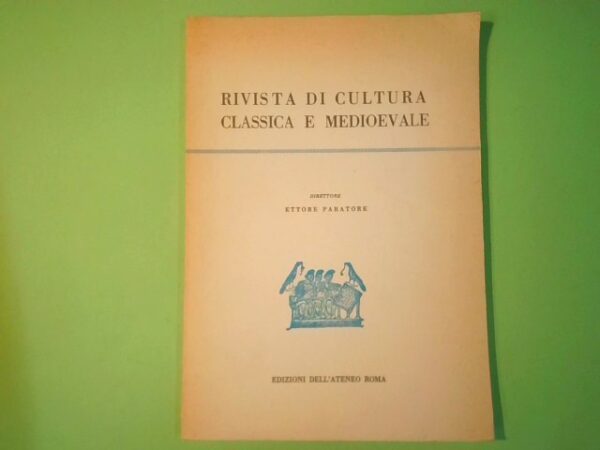 RIVISTA DI CULTURA
CLASSICA E MEDIOEVALE
DIRETTORE
ETTORE PARATORE
EDIZIONI DELL'ATENEO ROMA